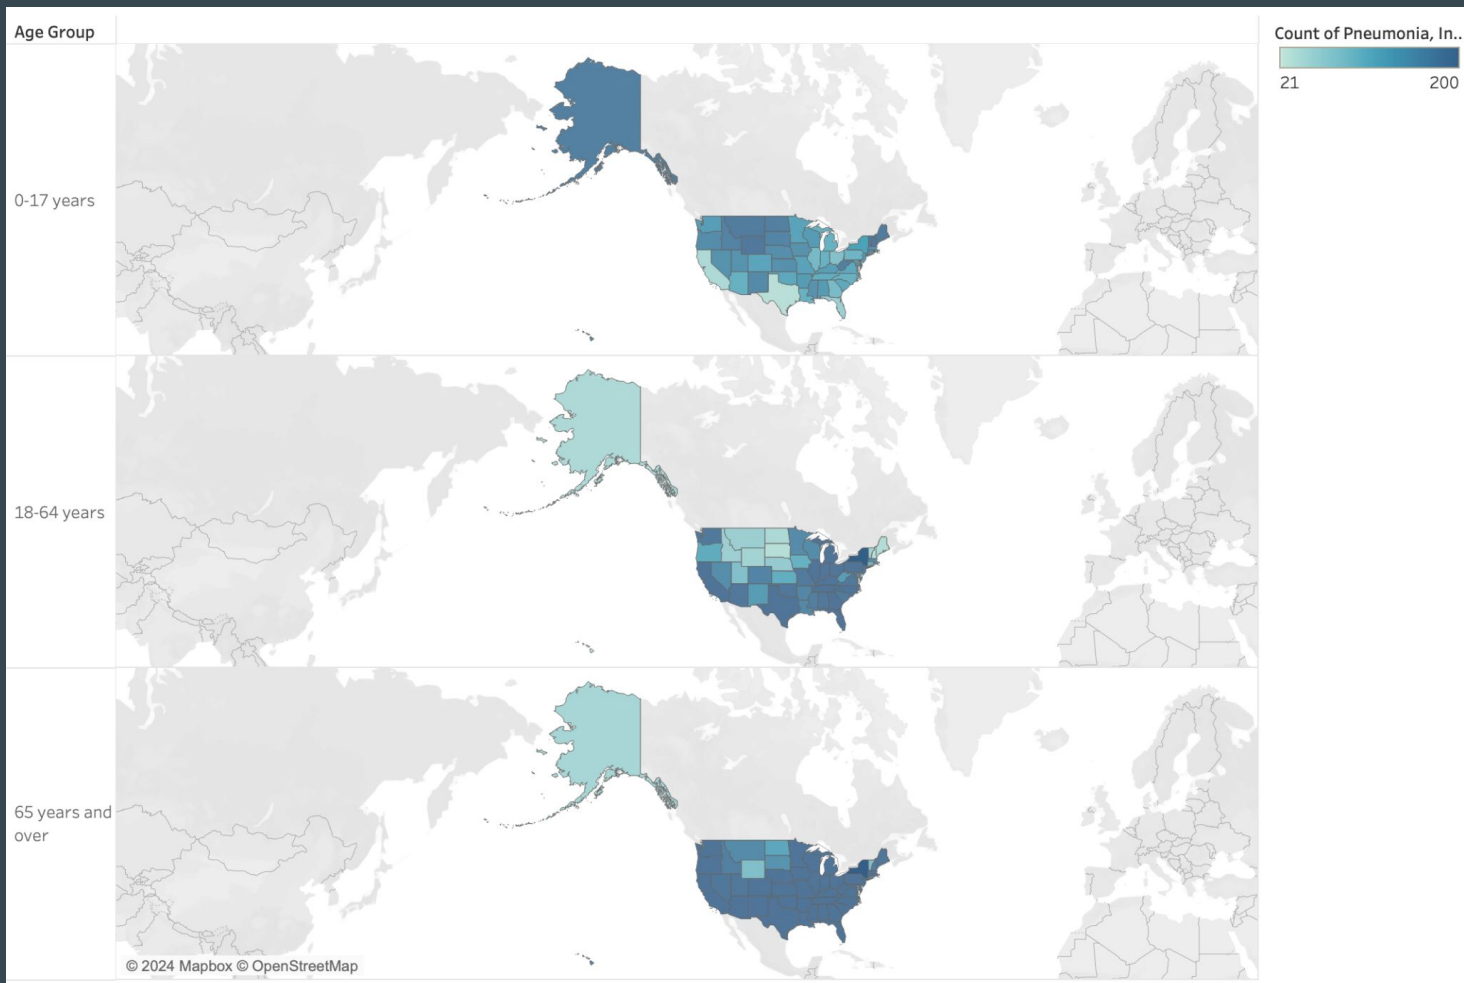 Age Group
Count of Pneumonia, In..
21
200
0-17 years
18-64 years
65 years and
over
© 2024 Mapbox © OpenStreetMap